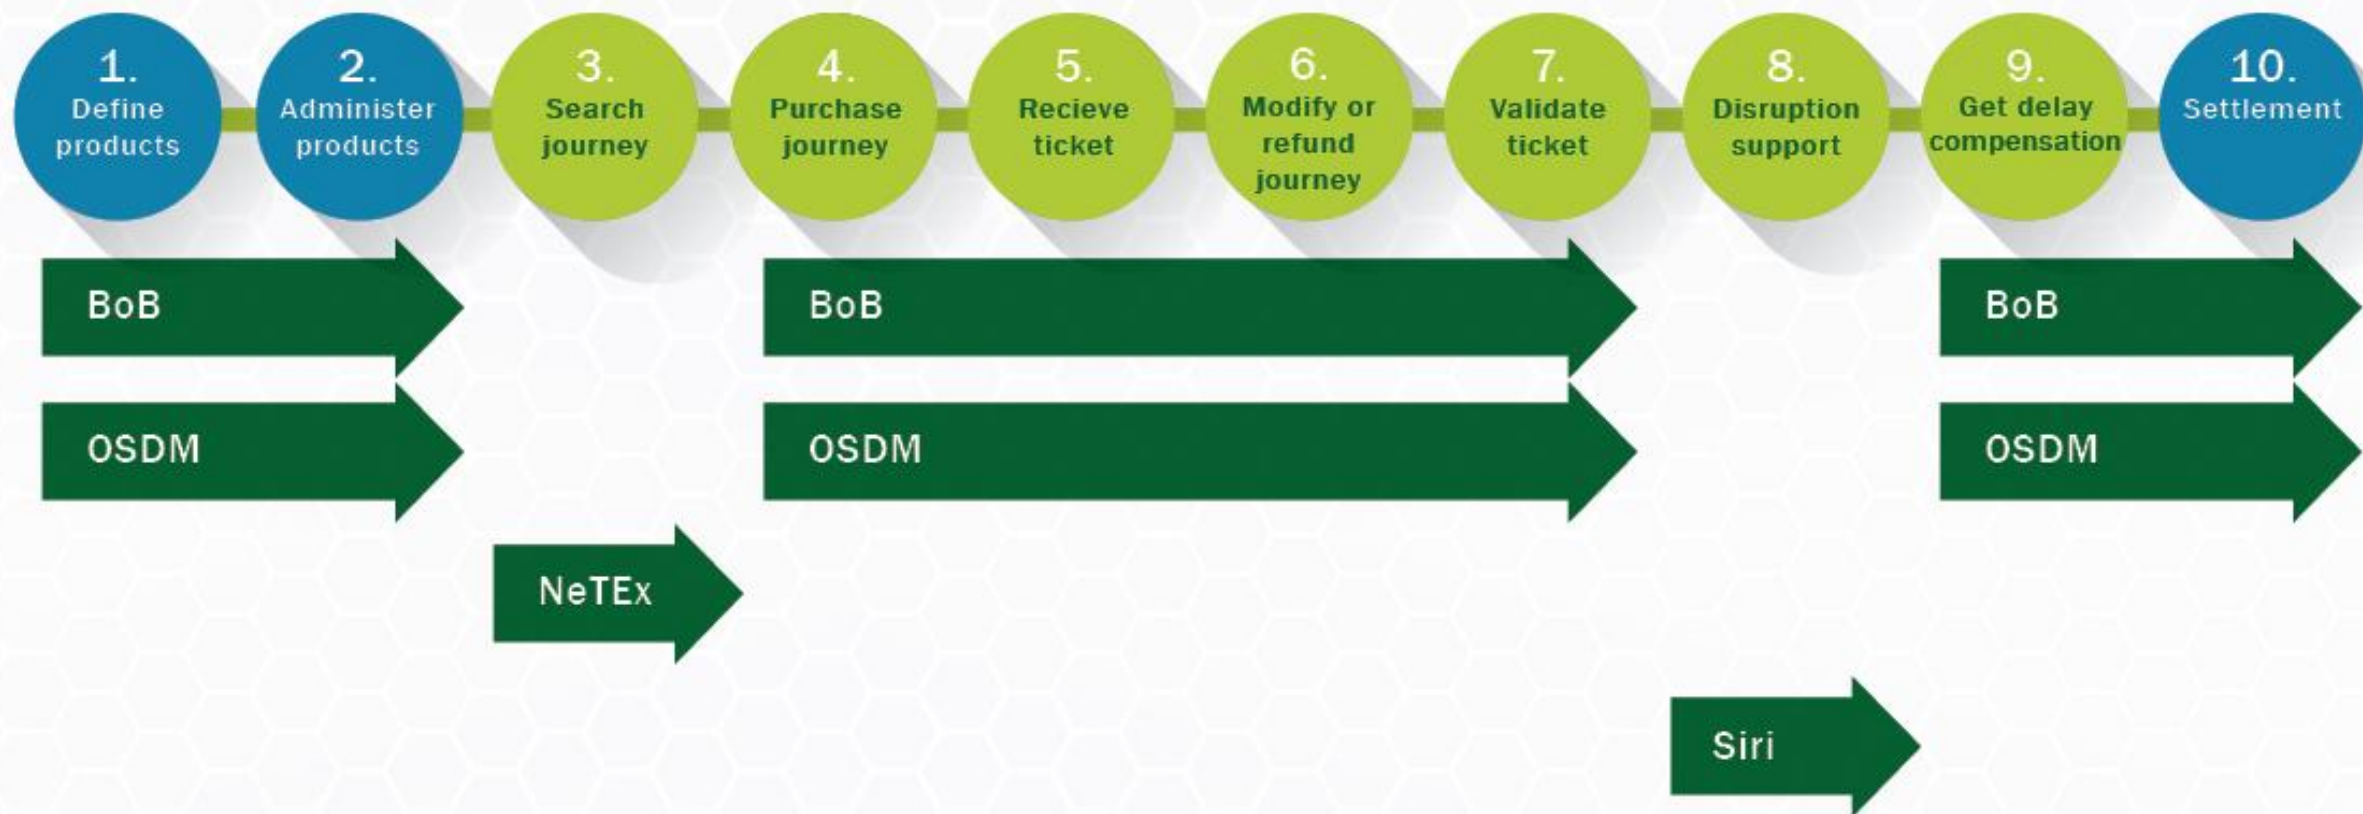 1.
Define
products
2.
Administer
products
3.
Search
journey
4.
Purchase
journey
5.
Recieve
ticket
6.
Modify or
refund
journey
7.
Validate
ticket
8.
Disruption
support
9.
Get delay
compensation
10.
Settlement
BoB
BoB
BoB
OSDM
OSDM
OSDM
NeTEx
Siri